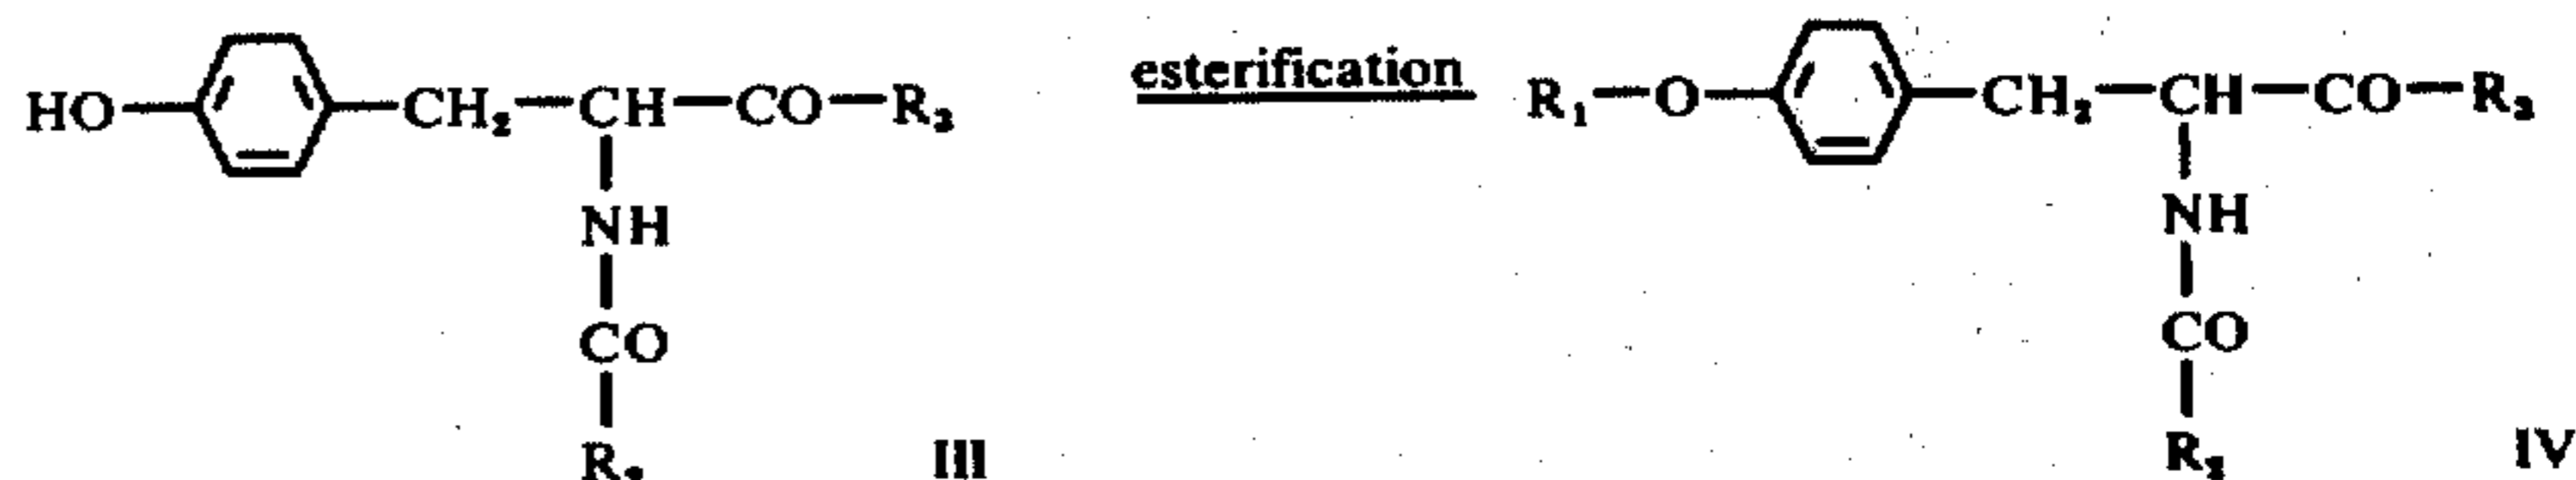 HO—CH₂—CH—CO—R₃ esterification R₁—O—CH₂—CH—CO—R₃
NH NH
CO CO
R₂ III R₂ IV